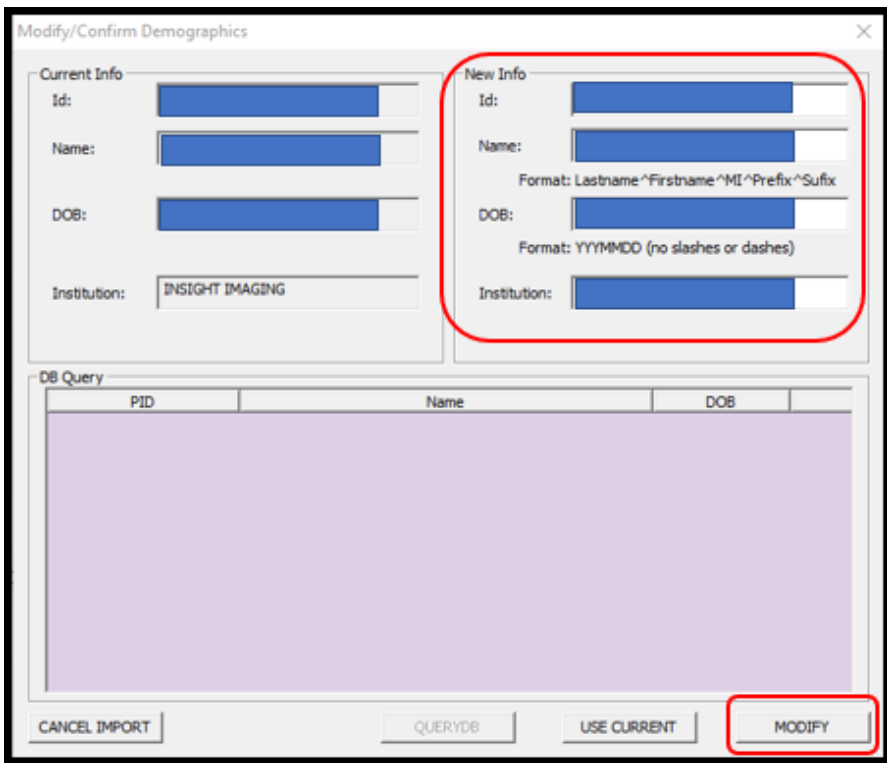 Modify/Confirm Demographics
Current Info
Id:
Name:
DOB:
Institution: INSIGHT IMAGING
New Info
Id:
Name:
Format: Lastname^Firstname^MI^Prefix^Sufix
DOB:
Format: YYYMMDD (no slashes or dashes)
Institution:
DB Query
PID Name DOB
CANCEL IMPORT QUERYDB USE CURRENT MODIFY